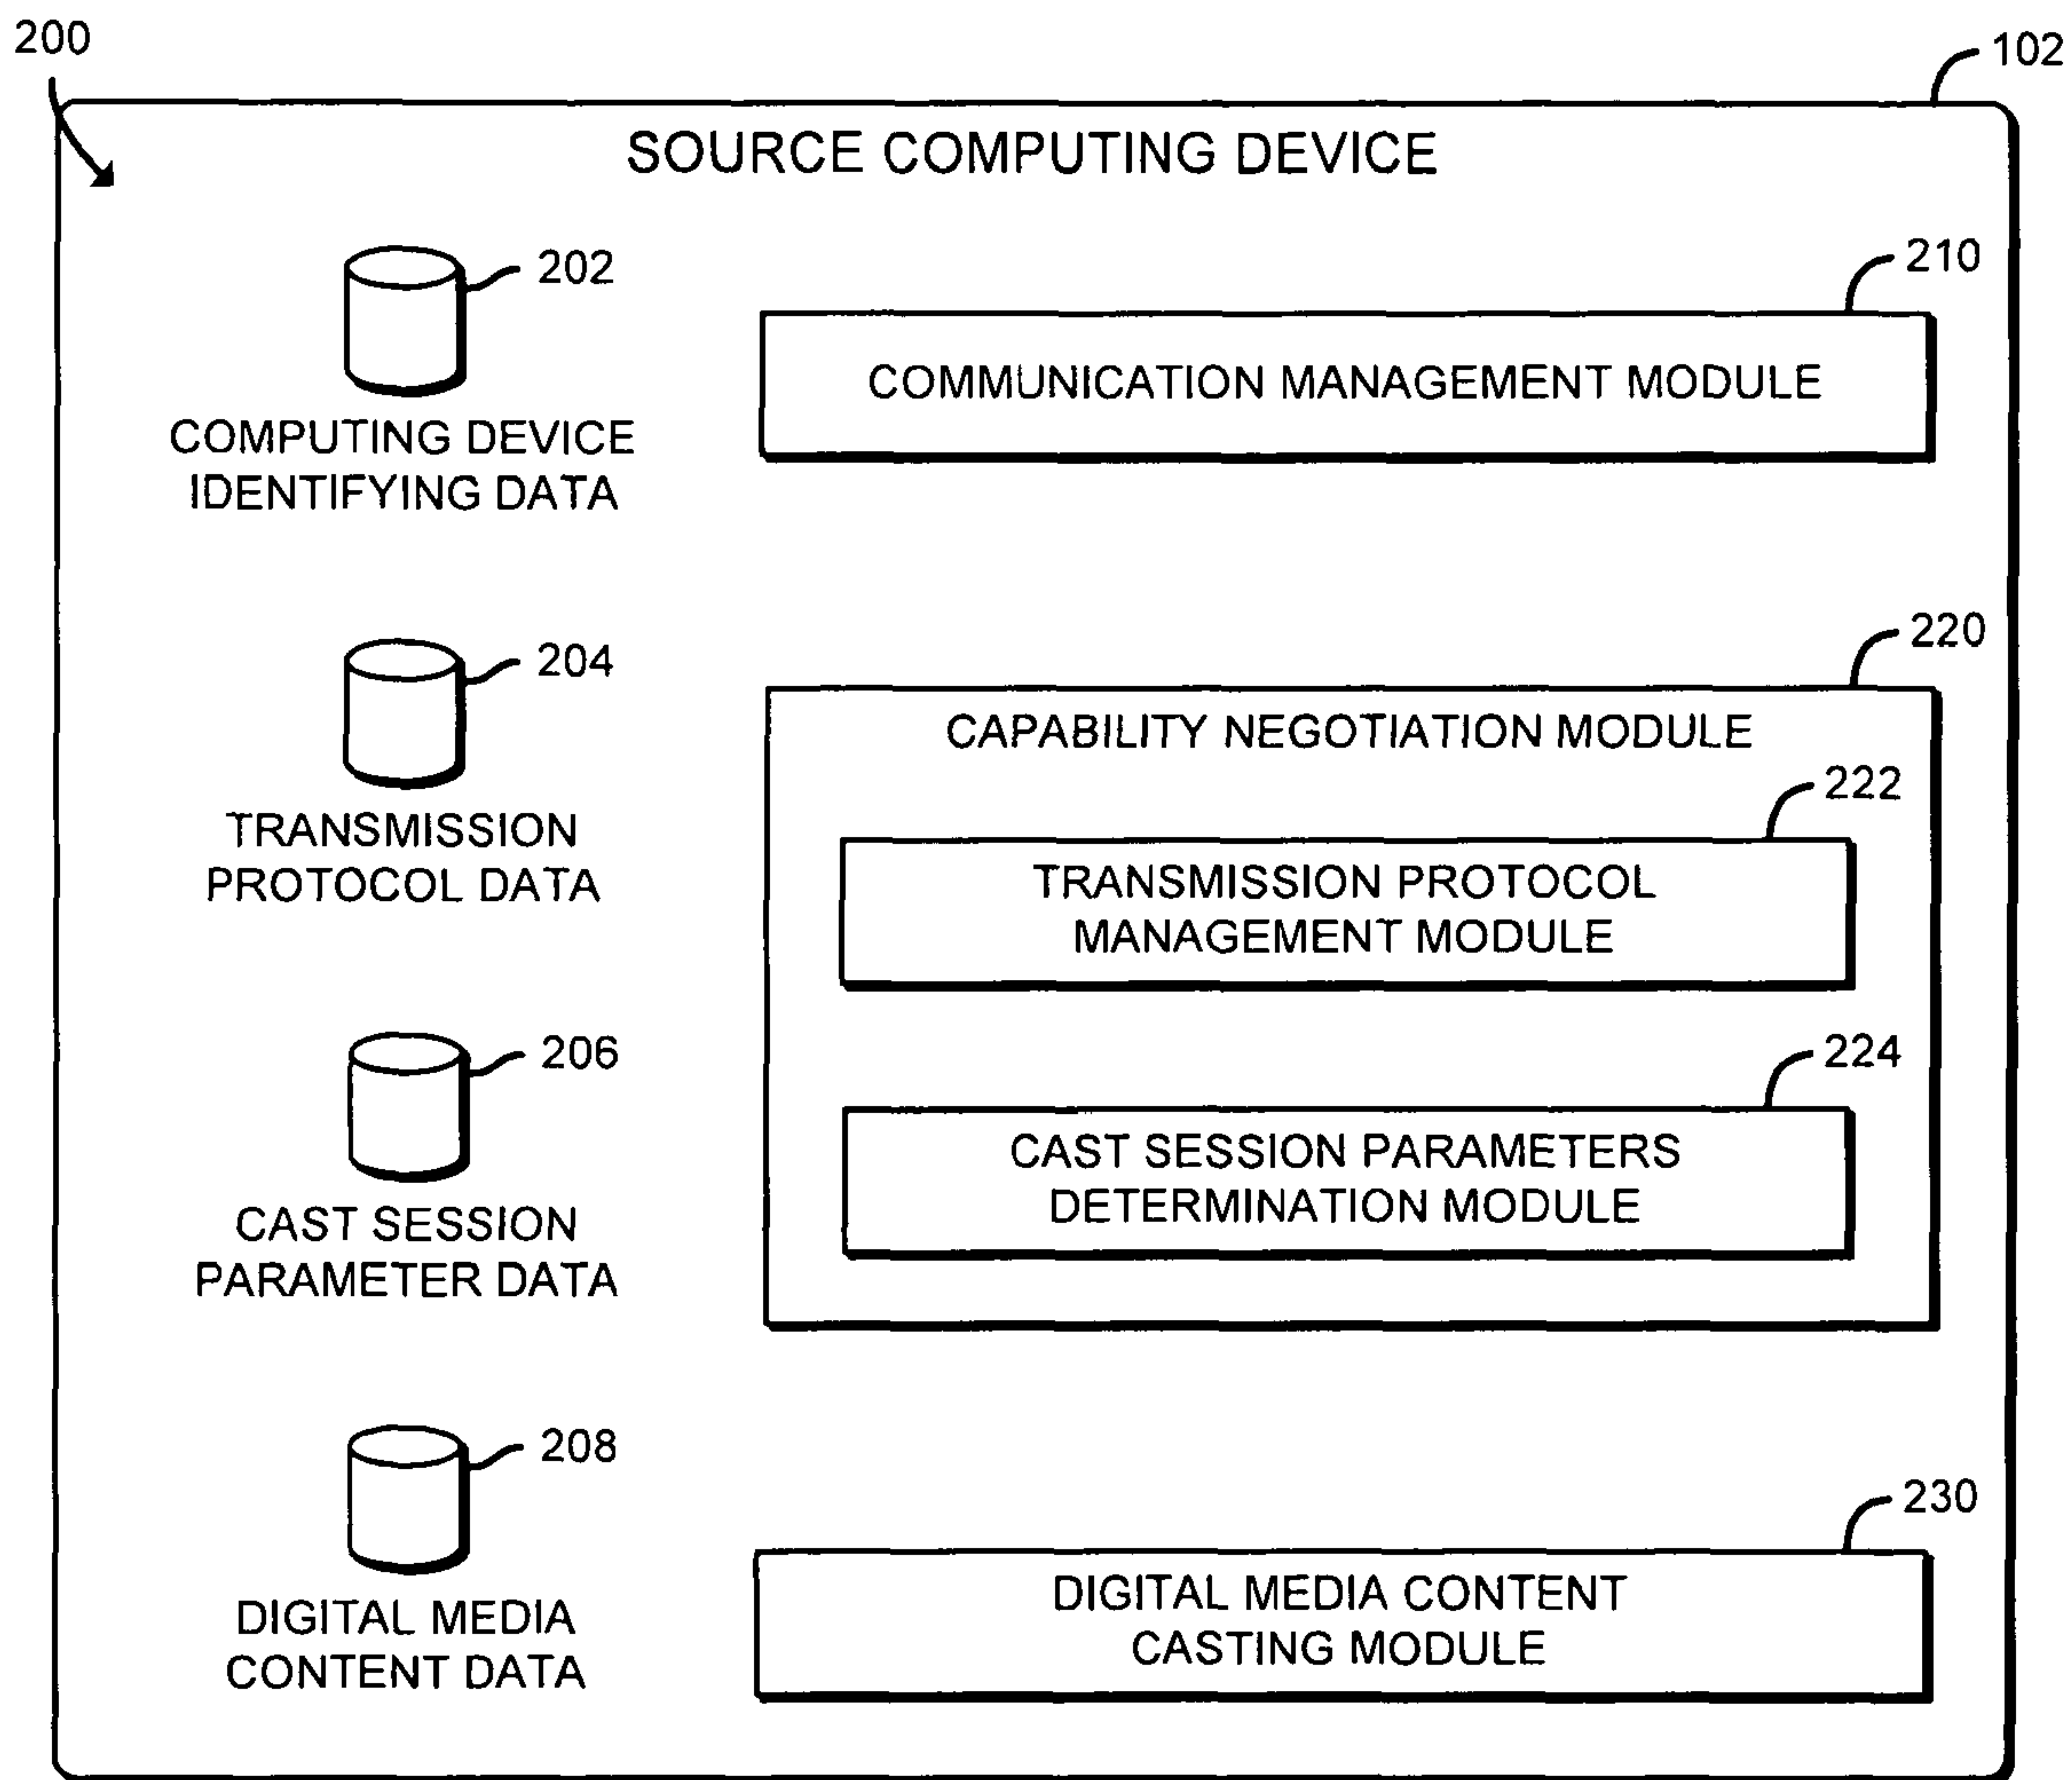 200
102
SOURCE COMPUTING DEVICE
202
COMPUTING DEVICE
IDENTIFYING DATA
210
COMMUNICATION MANAGEMENT MODULE
204
TRANSMISSION
PROTOCOL DATA
220
CAPABILITY NEGOTIATION MODULE
222
TRANSMISSION PROTOCOL
MANAGEMENT MODULE
206
CAST SESSION
PARAMETER DATA
224
CAST SESSION PARAMETERS
DETERMINATION MODULE
208
DIGITAL MEDIA
CONTENT DATA
230
DIGITAL MEDIA CONTENT
CASTING MODULE